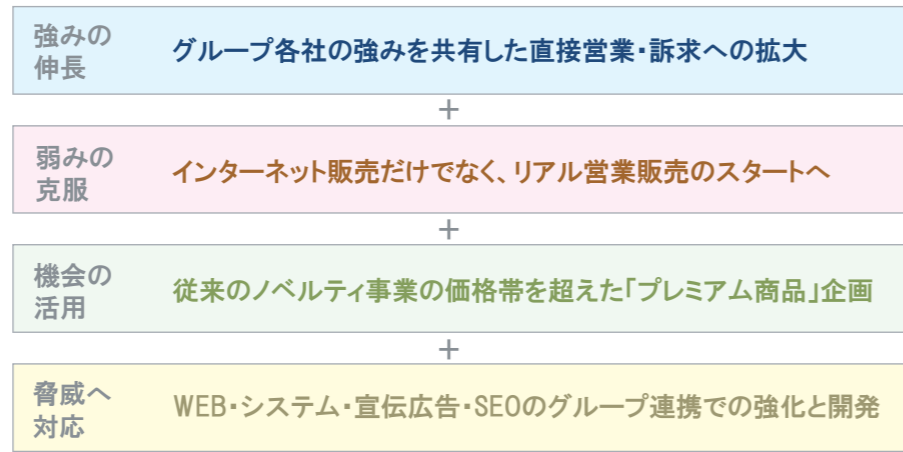 強みの
伸長
グループ各社の強みを共有した直接営業・訴求への拡大
+
弱みの
克服
インターネット販売だけでなく、リアル営業販売のスタートへ
+
機会の
活用
従来のノベルティ事業の価格帯を超えた「プレミアム商品」企画
+
脅威へ
対応
WEB・システム・宣伝広告・SEOのグループ連携での強化と開発